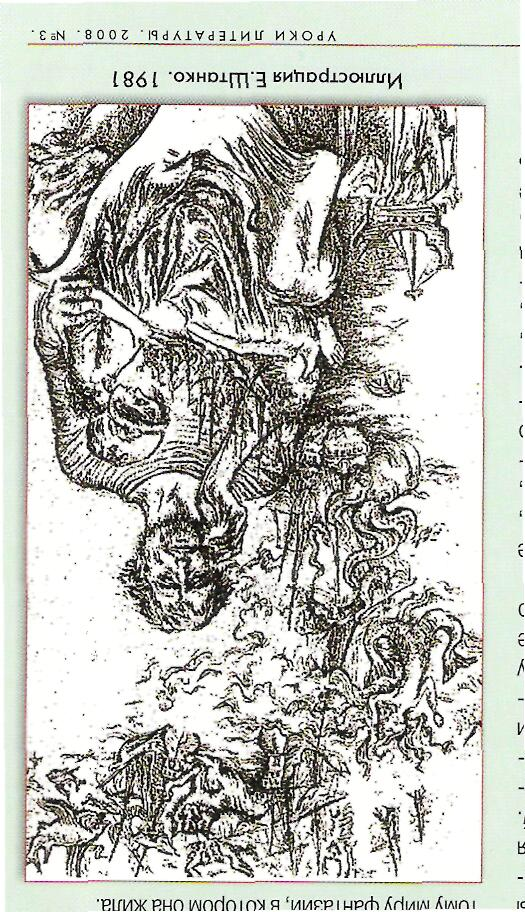 тому миру фантазии, в котором она жила.
Иллюстрация Е.Штанко. 1981
УРОКИ ЛИТЕРАТУРЫ. 2008. №3.